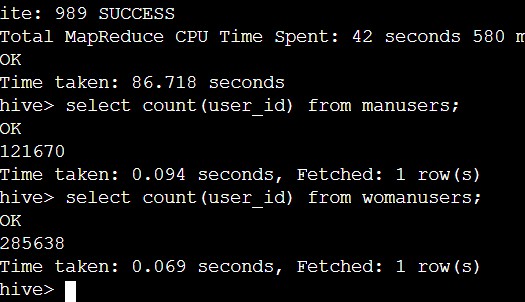 ite: 989 SUCCESS
Total MapReduce CPU Time Spent: 42 seconds 580 m
OK
Time taken: 86.718 seconds
hive> select count(user_id) from manusers;
OK
121670
Time taken: 0.094 seconds, Fetched: 1 row(s)
hive> select count(user_id) from womanusers;
OK
285638
Time taken: 0.069 seconds, Fetched: 1 row(s)
hive>